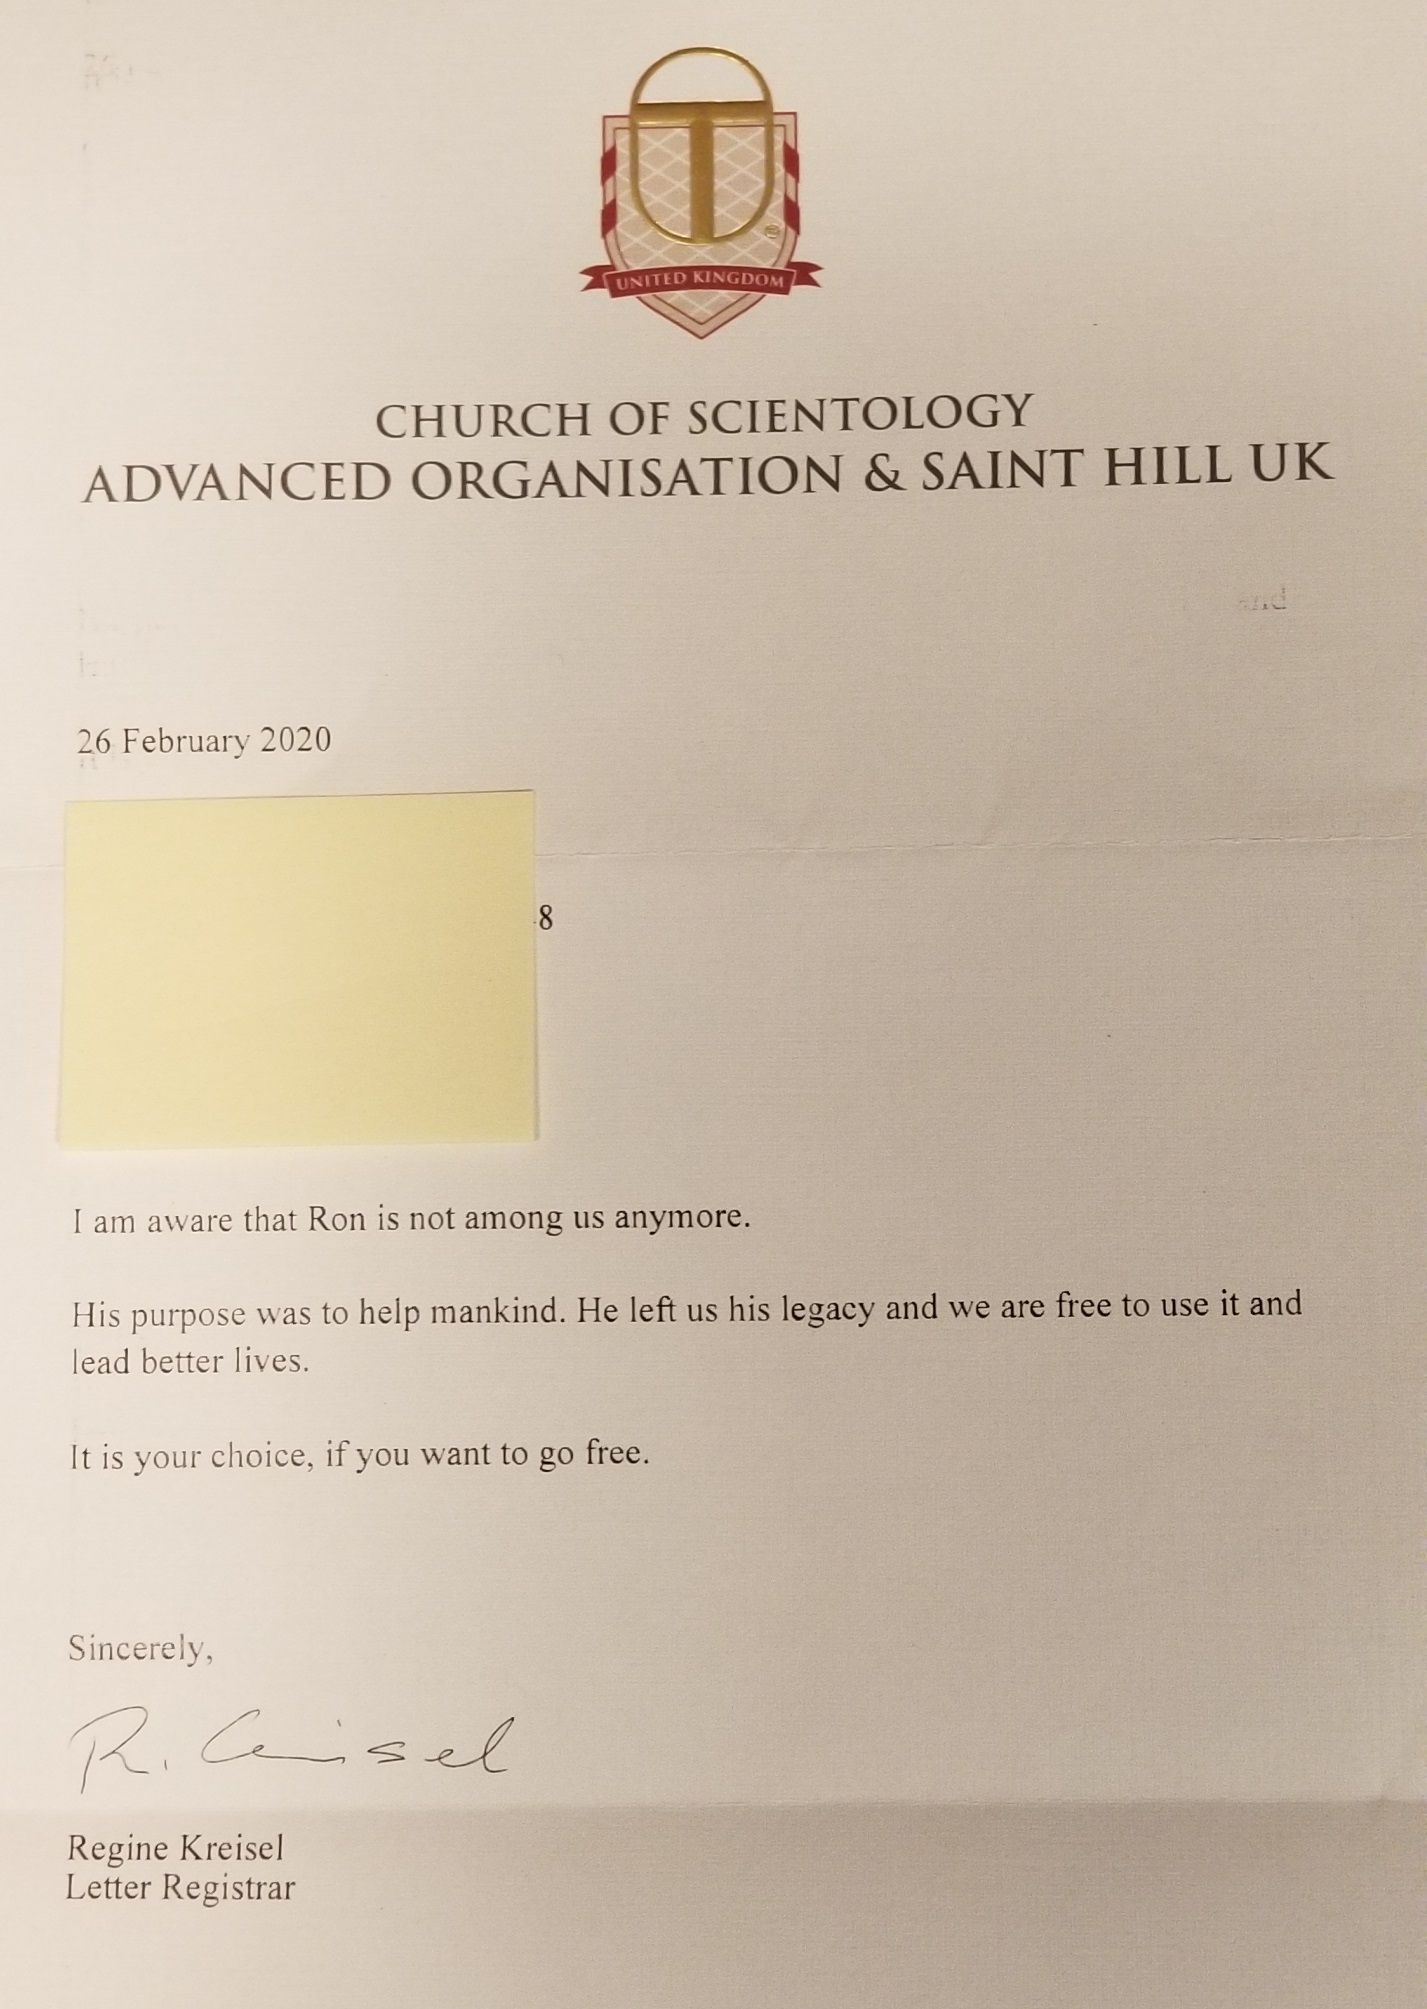 UNITED KINGDOM
CHURCH OF SCIENTOLOGY
ADVANCED ORGANISATION & SAINT HILL UK
26 February 2020
8
I am aware that Ron is not among us anymore.
His purpose was to help mankind. He left us his legacy and we are free to use it and
lead better lives.
It is your choice, if you want to go free.
Sincerely,
R. Kreisel
Regine Kreisel
Letter Registrar